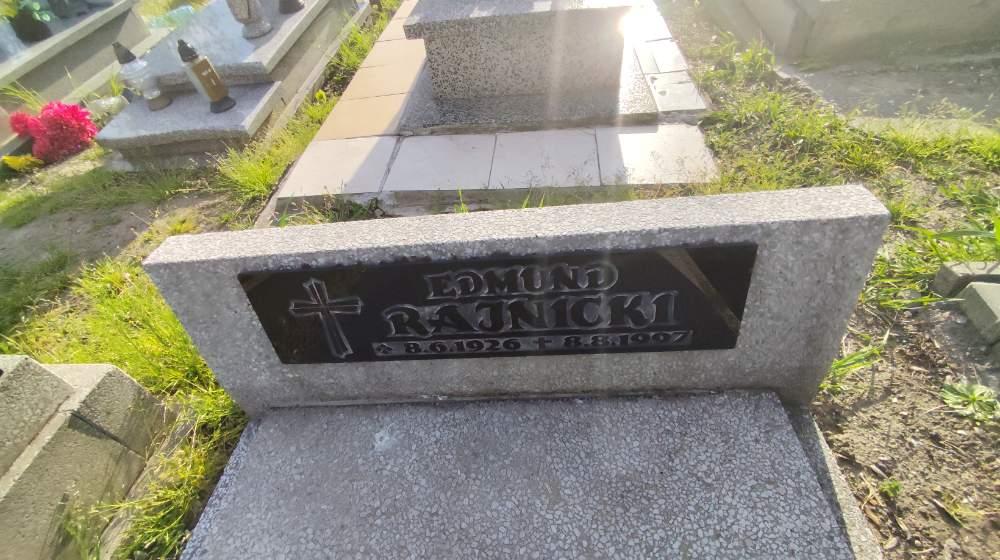 EDMUND
RAJNICKI
* 8.6.1926 + 8.8.1997